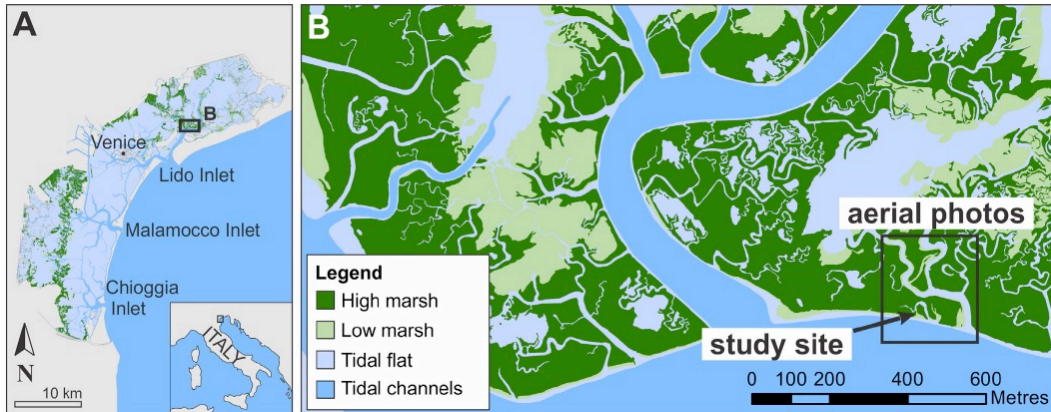 A
B
Venice
Lido Inlet
Malamocco Inlet
Chioggia
Inlet
N
10 km
ITALY
B
Legend
High marsh
Low marsh
Tidal flat
Tidal channels
aerial photos
study site
0 100 200 400 600
Metres